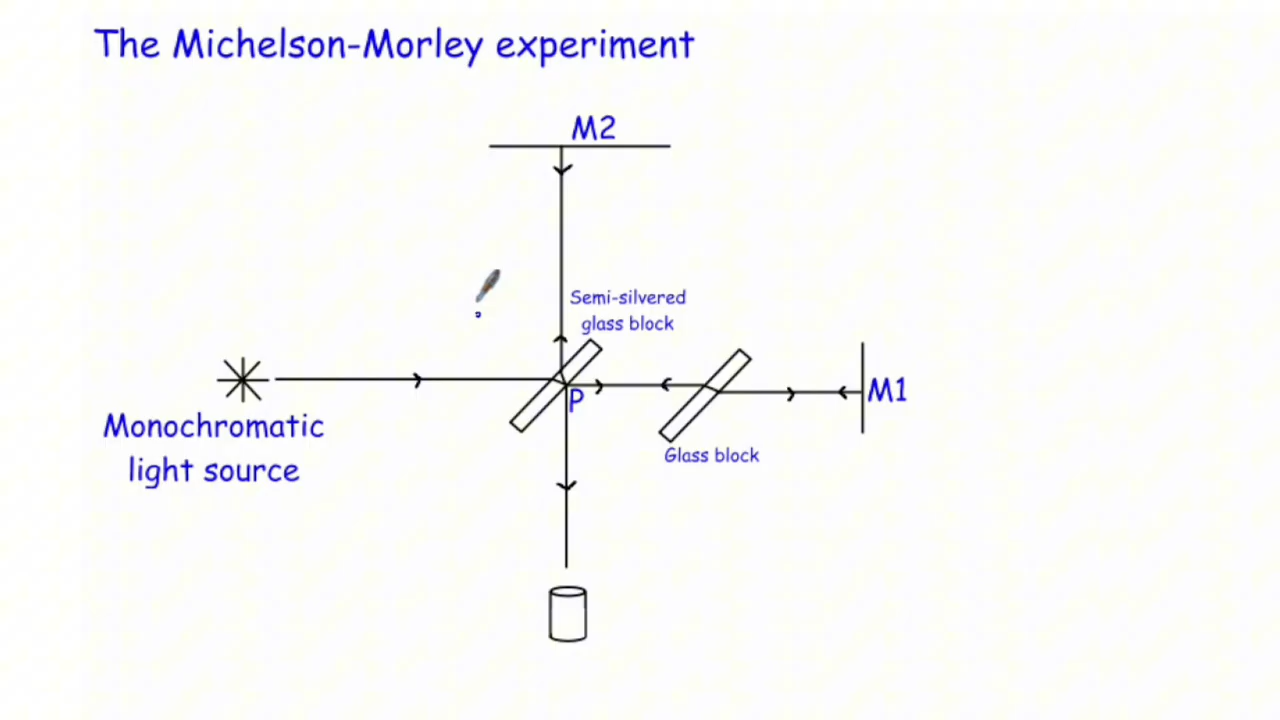 The Michelson-Morley experiment
M2
Semi-silvered
glass block
P
M1
Monochromatic
light source
Glass block